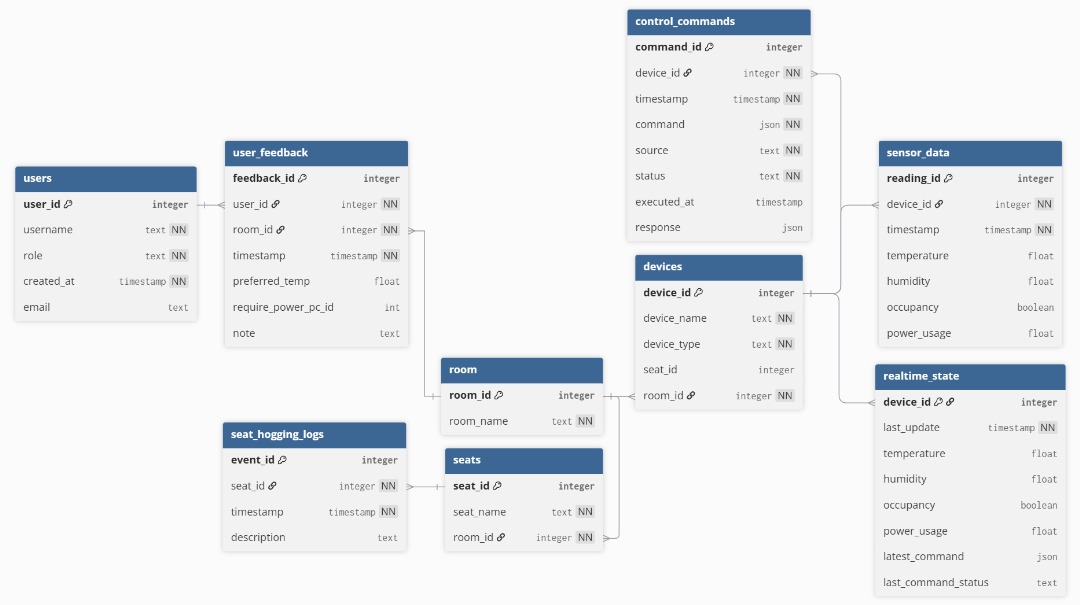 control_commands
command_id integer
device_id integer NN
timestamp timestamp NN
command json NN
source text NN
status text NN
executed_at timestamp
response json
user_feedback
feedback_id integer
user_id integer NN
room_id integer NN
timestamp timestamp NN
preferred_temp float
require_power_pc_id int
note text
sensor_data
reading_id integer
device_id integer NN
timestamp timestamp NN
temperature float
humidity float
occupancy boolean
power_usage float
users
user_id integer
username text NN
role text NN
created_at timestamp NN
email text
devices
device_id integer
device_name text NN
device_type text NN
seat_id integer
room_id integer NN
room
room_id integer
room_name text NN
realtime_state
device_id integer
last_update timestamp NN
temperature float
humidity float
occupancy boolean
power_usage float
latest_command json
last_command_status text
seat_hogging_logs
event_id integer
seat_id integer NN
timestamp timestamp NN
description text
seats
seat_id integer
seat_name text NN
room_id integer NN